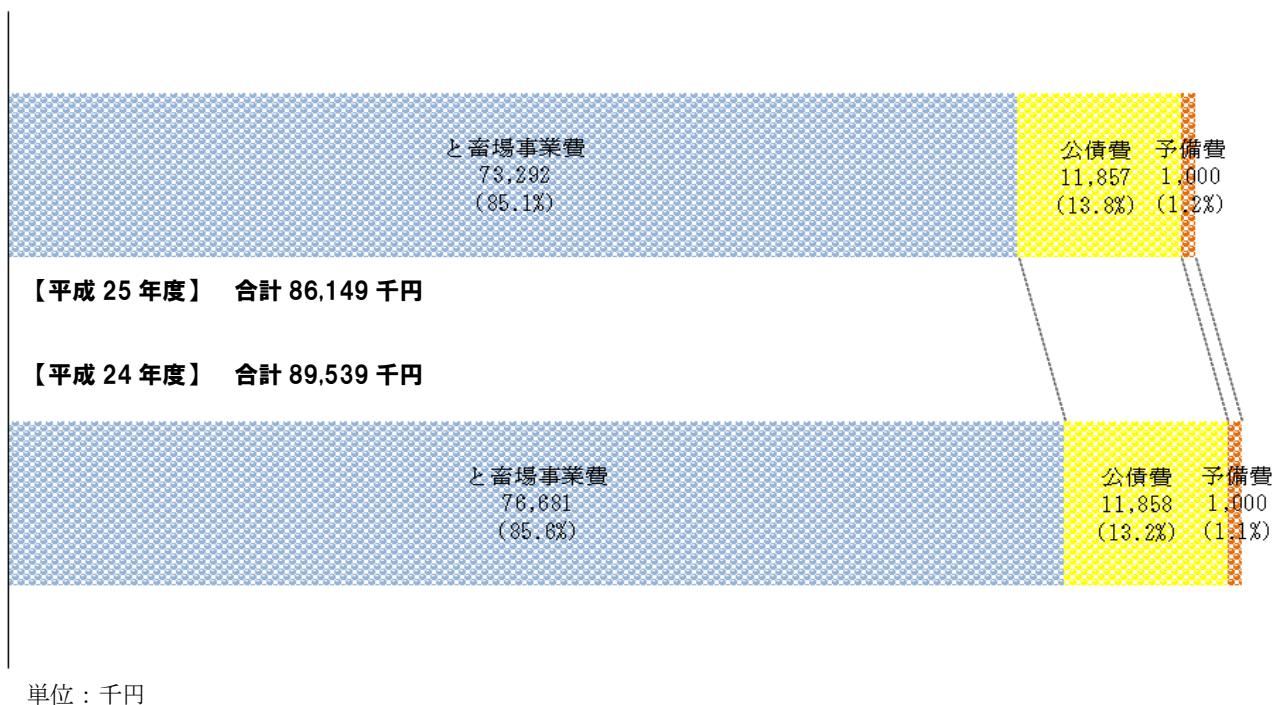 と畜場事業費
73,292
(85.1%)
公債費
11,857
(13.8%)
予備費
1,000
(1.2%)
【平成 25 年度】 合計 86,149 千円
【平成 24 年度】 合計 89,539 千円
と畜場事業費
76,681
(85.6%)
公債費
11,858
(13.2%)
予備費
1,000
(1.1%)
単位：千円